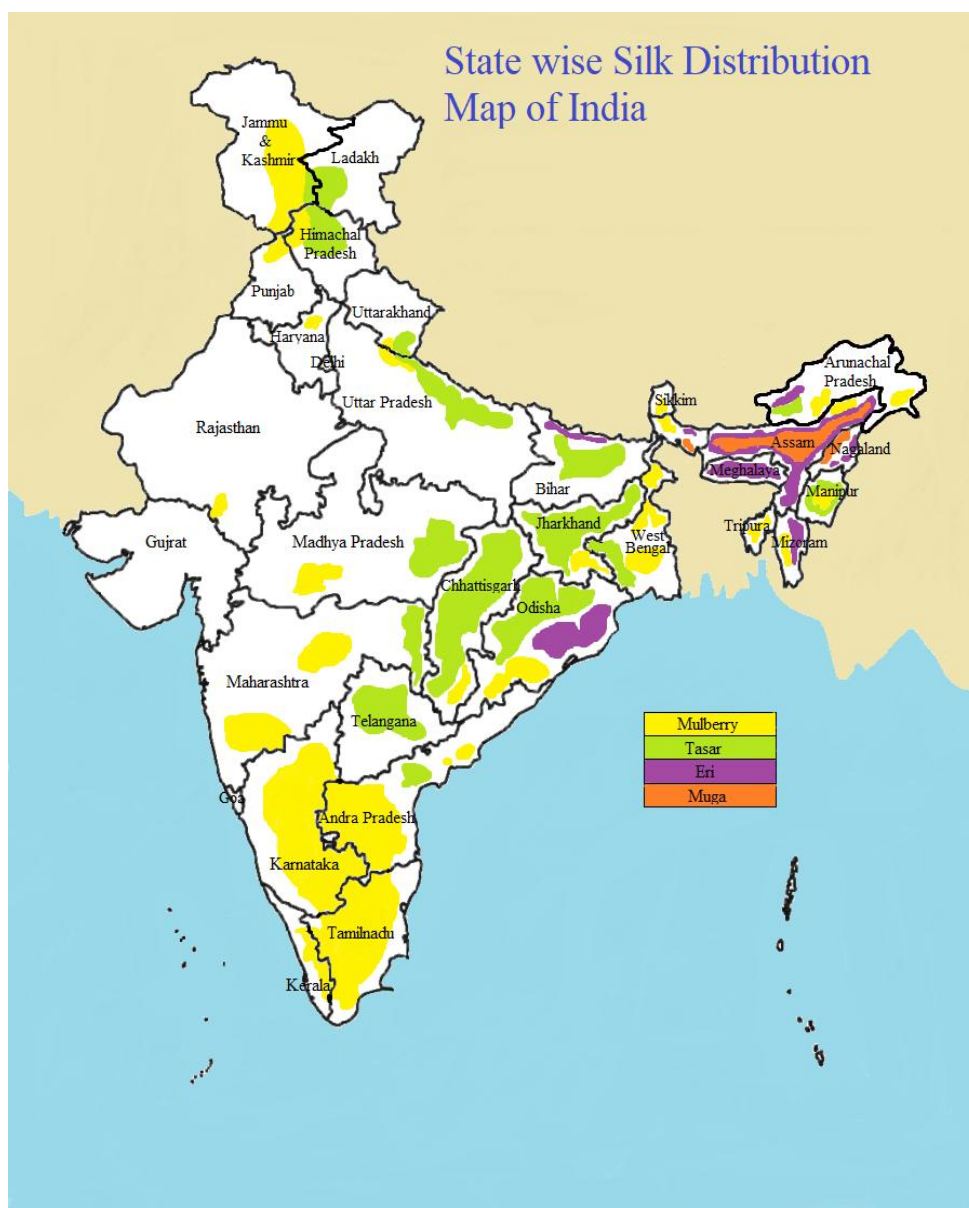 State wise Silk Distribution
Map of India
Jammu
&
Kashmir
Ladakh
Himachal
Pradesh
Punjab
Uttarakhand
Haryana
Delhi
Uttar Pradesh
Rajasthan
Sikkim
Arunachal
Pradesh
Assam
Nagaland
Meghalaya
Manipur
Bihar
Gujrat
Madhya Pradesh
Jharkhand
West
Bengal
Tripura
Mizoram
Chhattisgarh
Odisha
Maharashtra
Telangana
Goa
Andra Pradesh
Karnataka
Tamilnadu
Kerala
Mulberry
Tasar
Eri
Muga